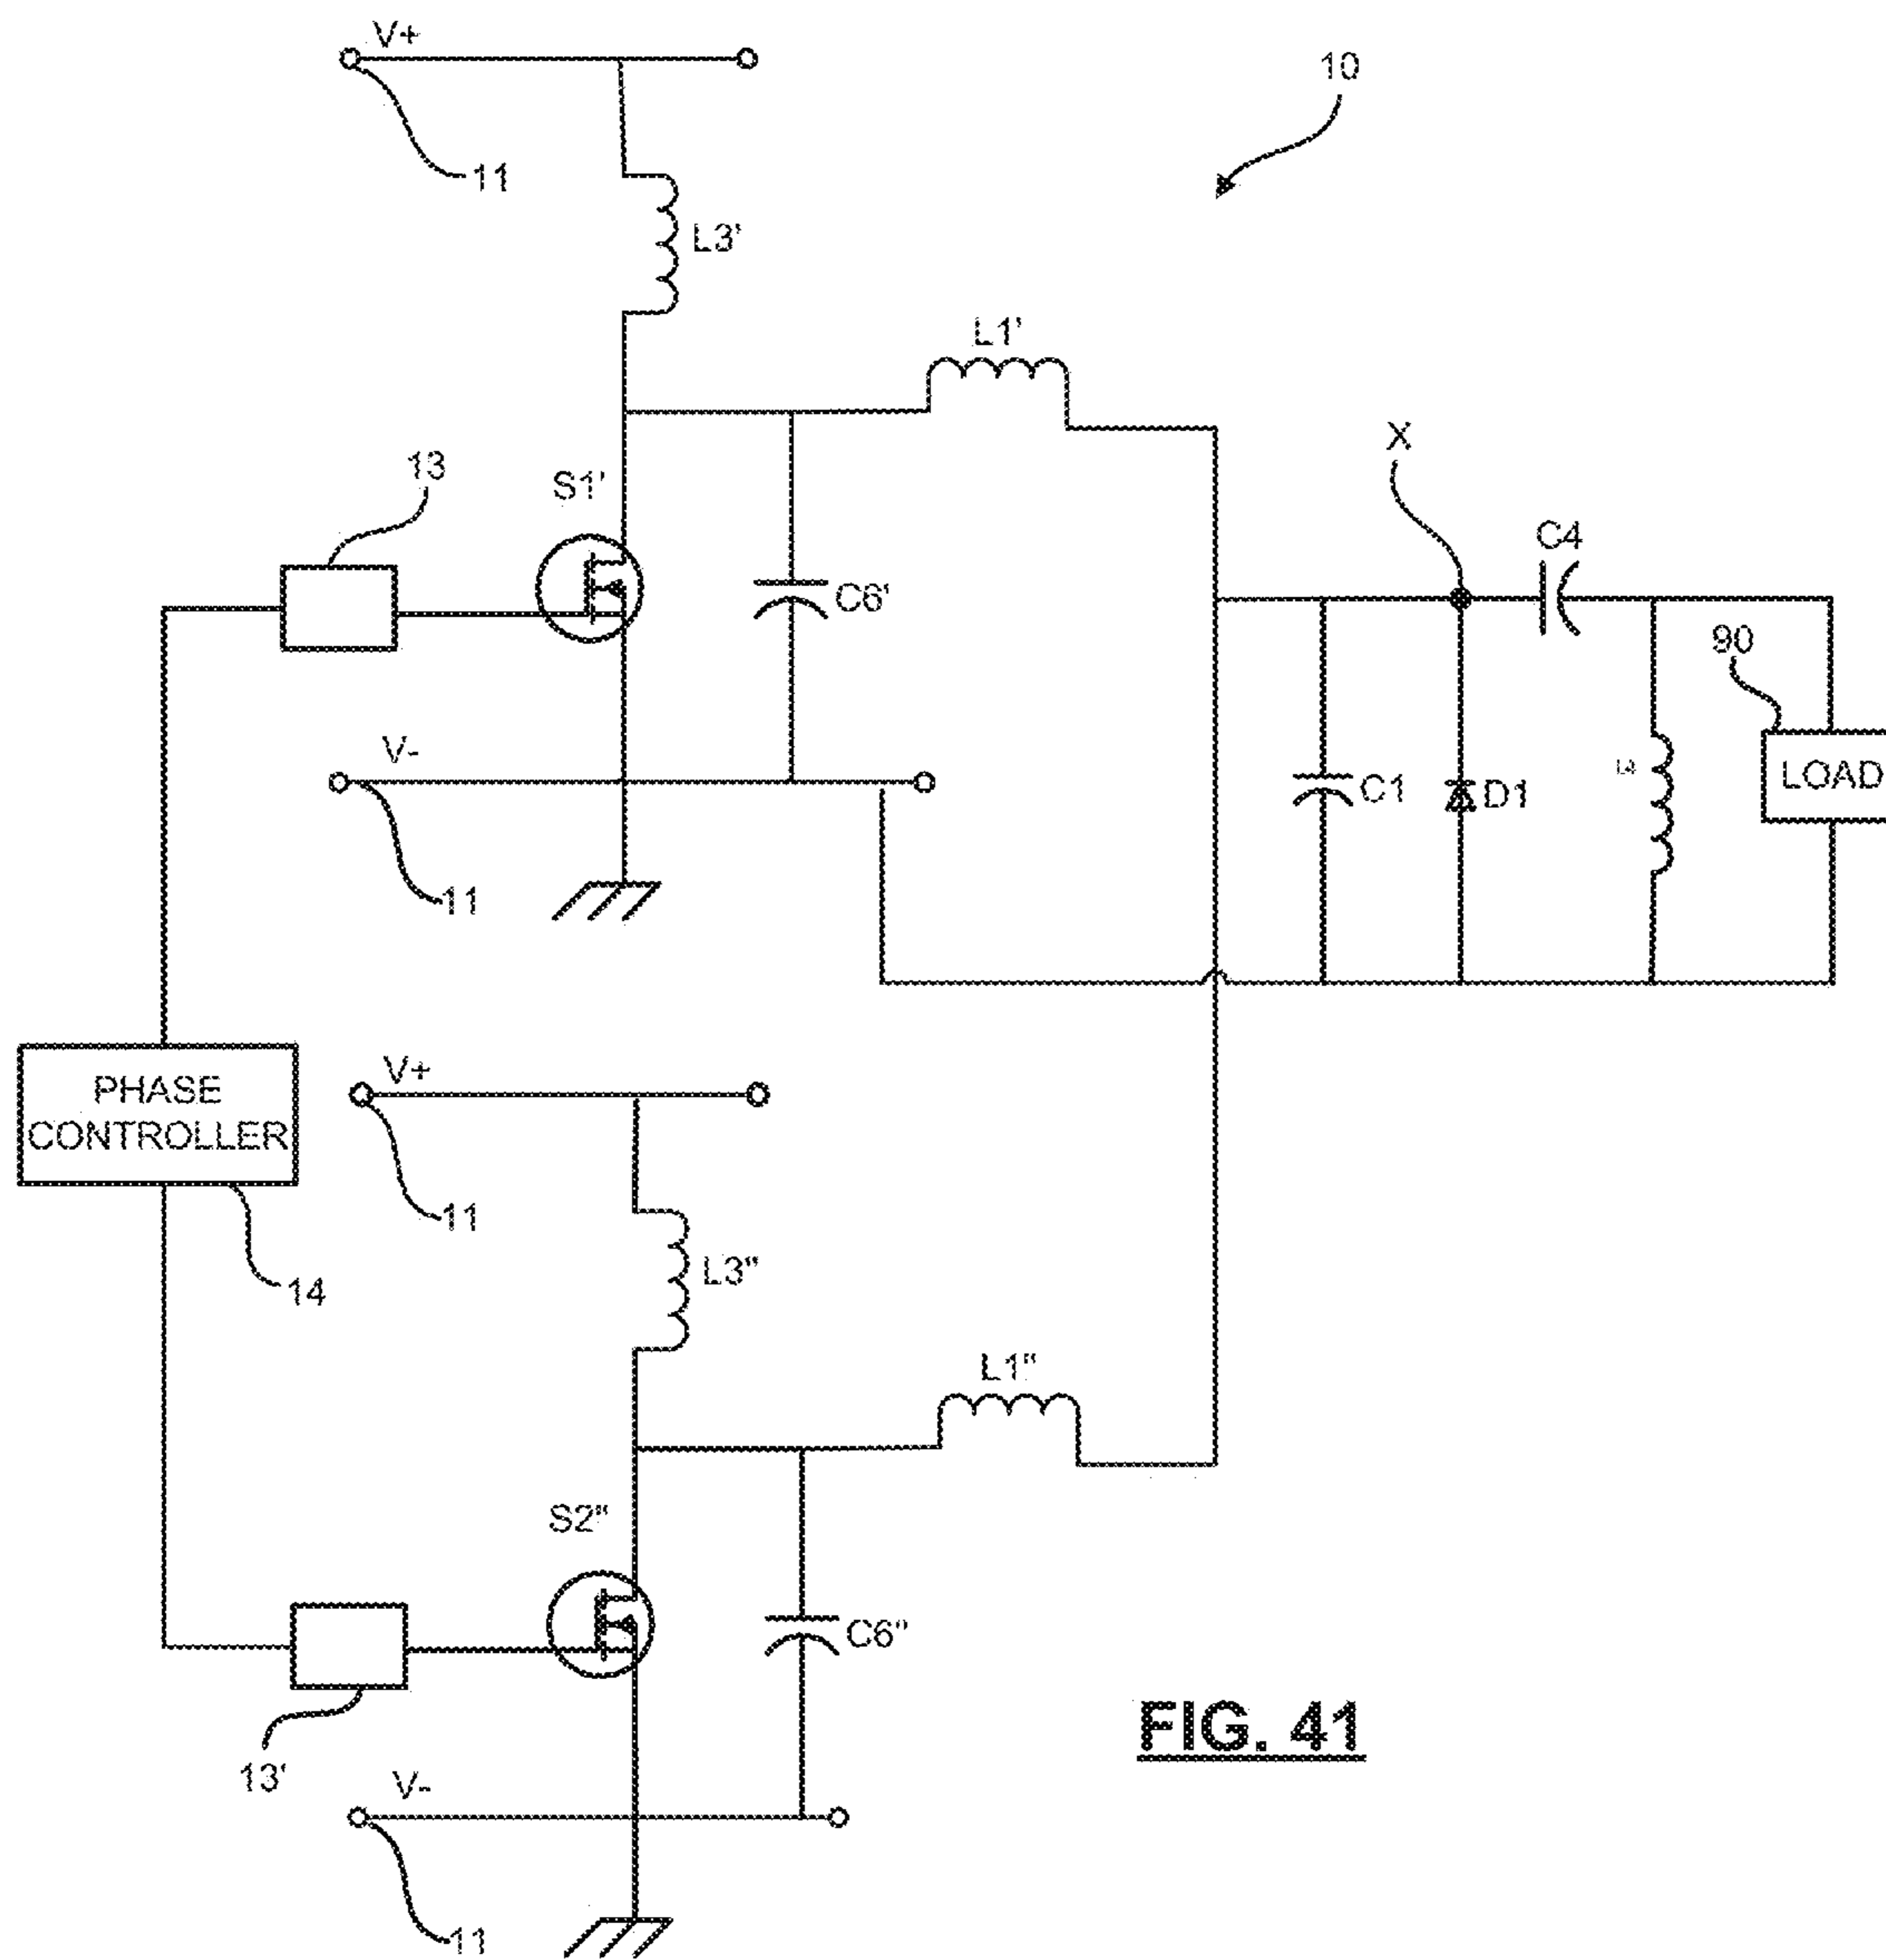 V+
10
11
L3'
L1'
X
13
S1'
C4
C6'
90
V-
C1
D1
LOAD
11
V+
PHASE
CONTROLLER
11
L3"
14
L1"
S2"
C6"
13'
V-
FIG. 41
11